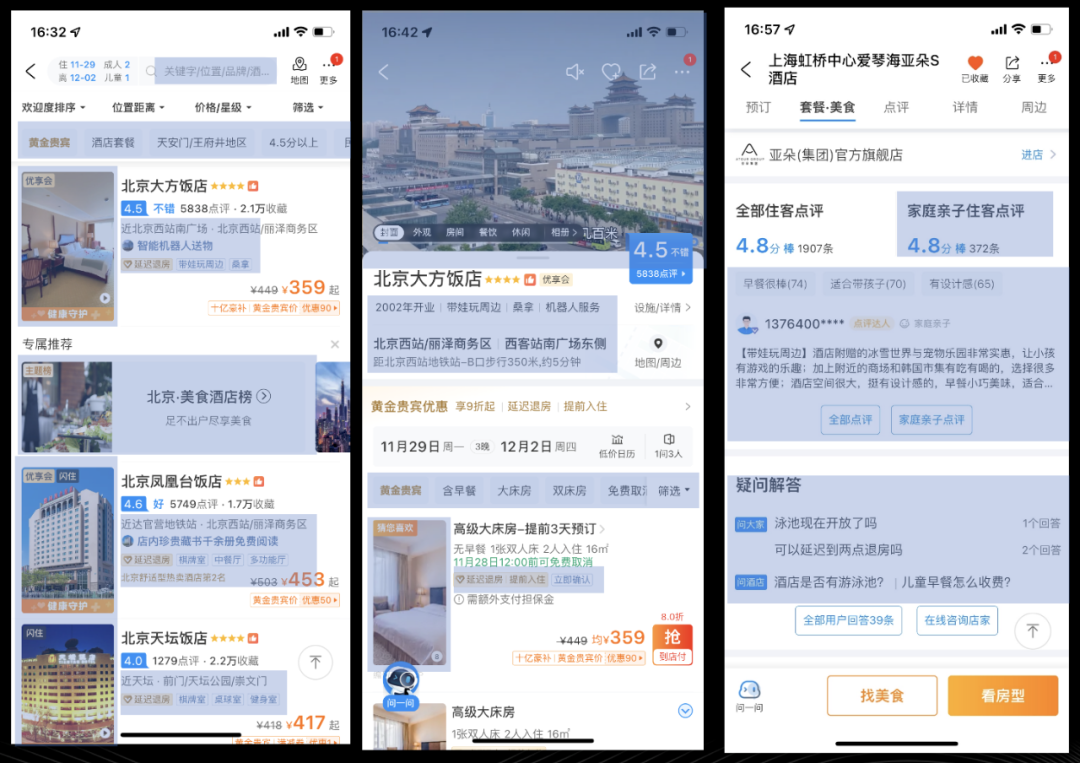 16:32
住 11-29 成人 2
离 12-02 儿童 1
关键字/位置/品牌/酒...
地图
更多
1
欢迎度排序
位置距离
价格/星级
筛选
黄金贵宾
酒店套餐
天安门/王府井地区
4.5分以上
优享会
健康守护
北京大方饭店
4.5 不错 5838点评 · 2.1万收藏
近北京西站南广场 · 北京西站/丽泽商务区
智能机器人送物
延迟退房 带娃玩周边 桑拿
¥449 ¥359 起
十亿豪补 黄金贵宾价 优惠90
专属推荐
主题榜
北京·美食酒店榜
足不出户尽享美食
优享会 闪住
健康守护
北京凤凰台饭店
4.6 好 5749点评 · 1.7万收藏
近达官营地铁站 · 北京西站/丽泽商务区
店内珍贵藏书千余册免费阅读
延迟退房 棋牌室 中餐厅 多功能厅
北京舒适型热卖酒店第2名
¥503 ¥453 起
黄金贵宾价 优惠50
闪住
北京天坛饭店
4.0 1279点评 · 2.2万收藏
近天坛 · 前门/天坛公园/崇文门
延迟退房 棋牌室 桌球室 健身室
¥418 ¥417 起
16:42
1
封面 外观 房间 餐饮 休闲 相册
几百米
4.5 不错
5838点评
北京大方饭店
优享会
2002年开业 带娃玩周边 桑拿 机器人服务
设施/详情
北京西站/丽泽商务区 西客站南广场东侧
距北京西站地铁站-B口步行350米,约5分钟
地图/周边
黄金贵宾优惠 享9折起 延迟退房 提前入住
11月29日 周一 3晚 12月2日 周四
低价日历
1间3人
黄金贵宾 含早餐 大床房 双床房 免费取消 筛选
猜您喜欢
高级大床房-提前3天预订
无早餐 1张双人床 2人入住 16㎡
11月28日12:00前可免费取消
延迟退房 提前入住 立即确认
需额外支付担保金
8.0折
¥449 均¥359
抢
到店付
十亿豪补 黄金贵宾价 优惠90
问一问
高级大床房
1张双人床 2人入住 16㎡
16:57
上海虹桥中心爱琴海亚朵S酒店
已收藏
分享
更多
1
预订
套餐·美食
点评
详情
周边
亚朵(集团)官方旗舰店
进店
全部住客点评
4.8分 棒 1907条
家庭亲子住客点评
4.8分 棒 372条
早餐很棒(74)
适合带孩子(70)
有设计感(65)
1376400**** 点评达人 家庭亲子
【带娃玩周边】酒店附赠的冰雪世界与宠物乐园非常实惠，让小孩
有游戏的乐趣；加上附近的商场和韩国市集有吃有喝的，选择很多
非常方便；酒店空间很大，挺有设计感的，早餐小巧美味，适合...
全部点评
家庭亲子点评
疑问解答
问大家 泳池现在开放了吗 1个回答
可以延迟到两点退房吗 2个回答
问酒店 酒店是否有游泳池？ 儿童早餐怎么收费？
全部用户回答39条
在线咨询店家
问一问
找美食
看房型